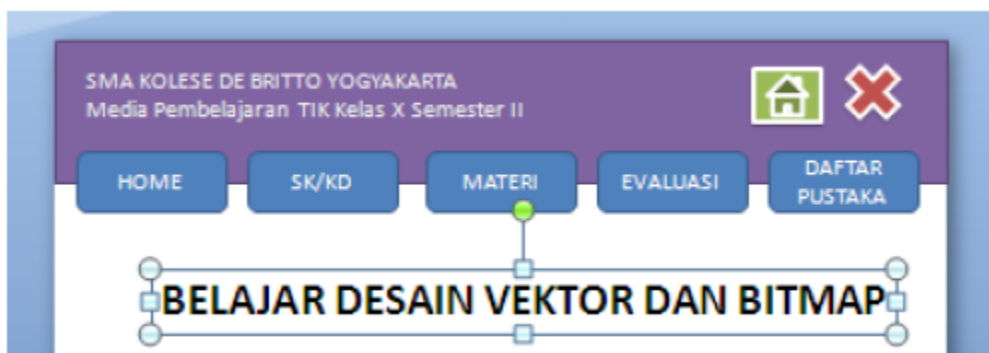 SMA KOLESE DE BRITTO YOGYAKARTA
Media Pembelajaran TIK Kelas X Semester II
HOME
SK/KD
MATERI
EVALUASI
DAFTAR
PUSTAKA
BELAJAR DESAIN VEKTOR DAN BITMAP